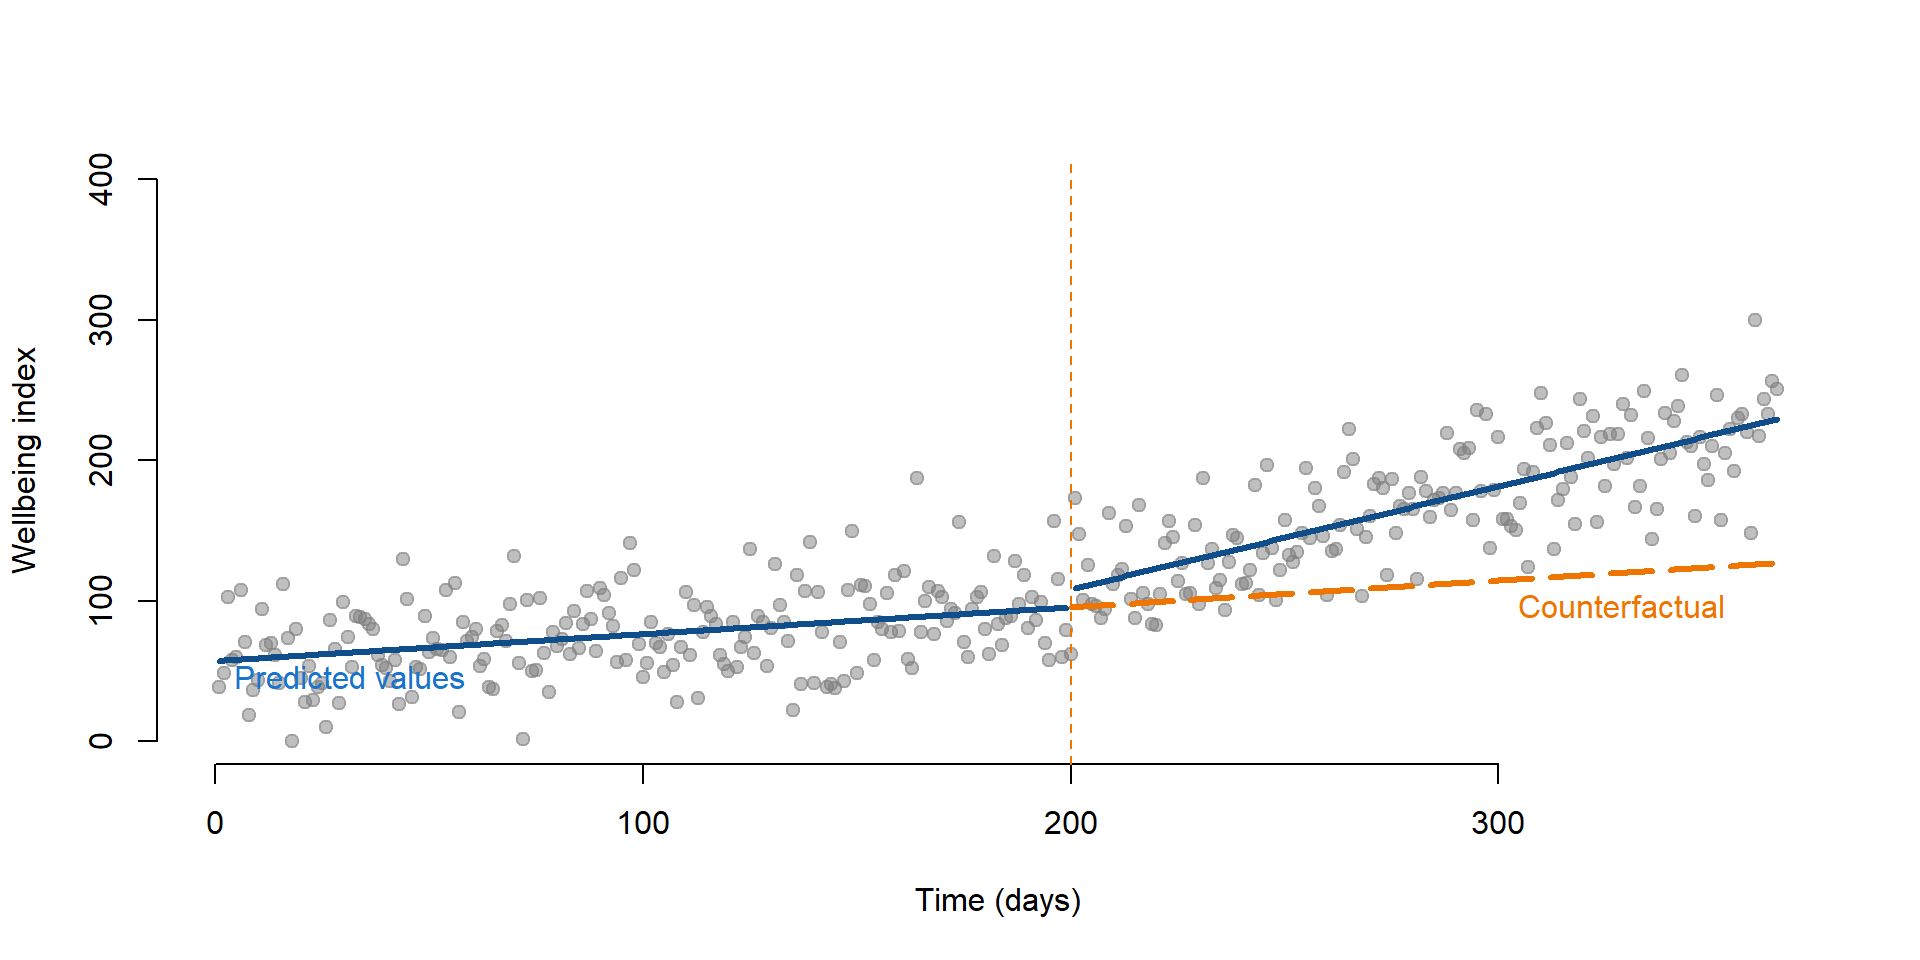 400
300
200
100
0
Wellbeing index
Predicted values
Counterfactual
0 100 200 300
Time (days)